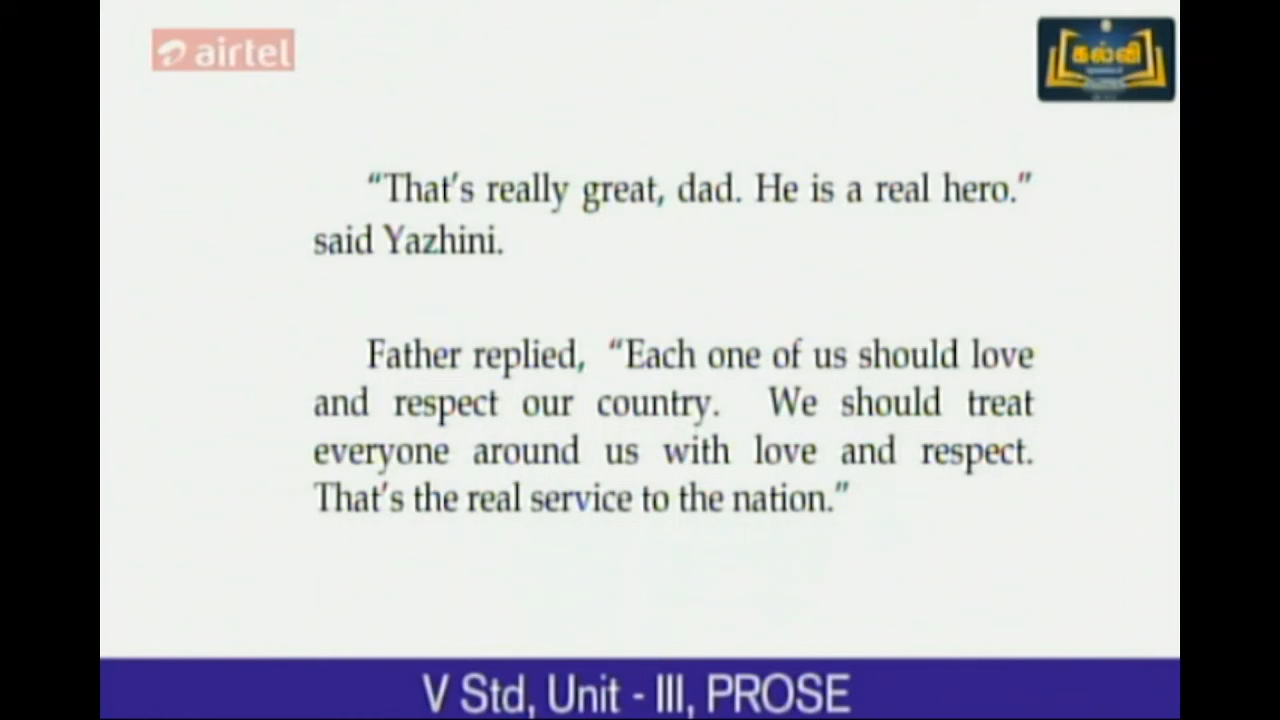 airtel
கல்வி
“That’s really great, dad. He is a real hero.”
said Yazhini.
Father replied, “Each one of us should love
and respect our country. We should treat
everyone around us with love and respect.
That’s the real service to the nation.”
V Std, Unit - III, PROSE